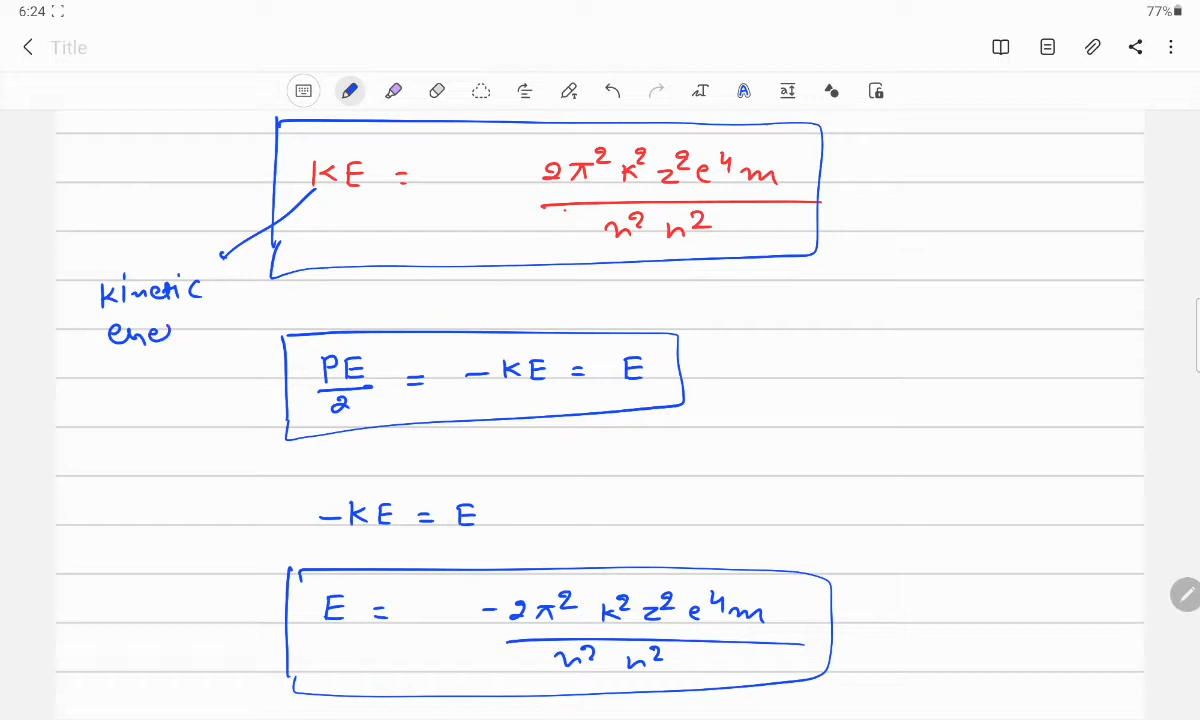 6:24
77%
Title
KE = 2π² k² z² e⁴ m
n² h²
kinetic
ene
PE = -KE = E
2
-KE = E
E = -2π² k² z² e⁴ m
n² h²